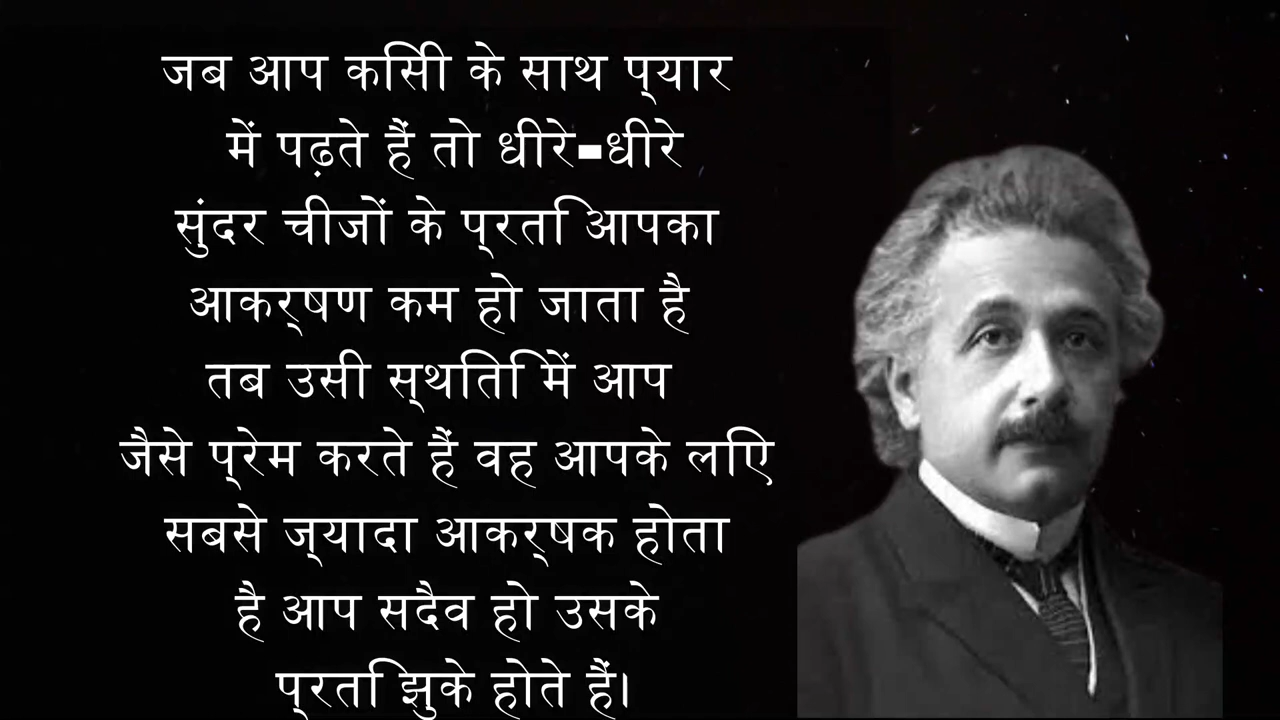 जब आप किसी के साथ प्यार
में पढ़ते हैं तो धीरे-धीरे
सुंदर चीजों के प्रति आपका
आकर्षण कम हो जाता है
तब उसी स्थिति में आप
जैसे प्रेम करते हैं वह आपके लिए
सबसे ज्यादा आकर्षक होता
है आप सदैव हो उसके
प्रति झुके होते हैं।